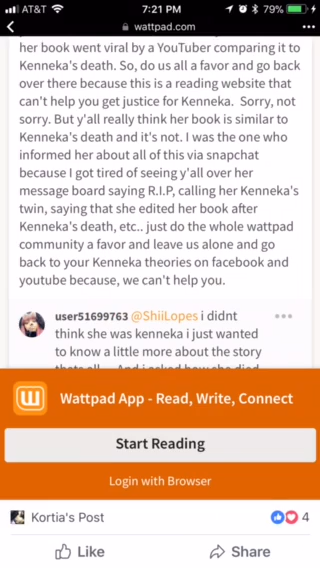 AT&T 7:21 PM 79%
wattpad.com
her book went viral by a YouTuber comparing it to
Kenneka's death. So, do us all a favor and go back
over there because this is a reading website that
can't help you get justice for Kenneka. Sorry, not
sorry. But y'all really think her book is similar to
Kenneka's death and it's not. I was the one who
informed her about all of this via snapchat
because I got tired of seeing y'all over her
message board saying R.I.P, calling her Kenneka's
twin, saying that she edited her book after
Kenneka's death, etc.. just do the whole wattpad
community a favor and leave us alone and go
back to your Kenneka theories on facebook and
youtube because, we can't help you.
user51699763 @ShiiLopes i didnt
think she was kenneka i just wanted
to know a little more about the story
thats all... And i asked how she died
Wattpad App - Read, Write, Connect
Start Reading
Login with Browser
Kortia's Post 4
Like Share